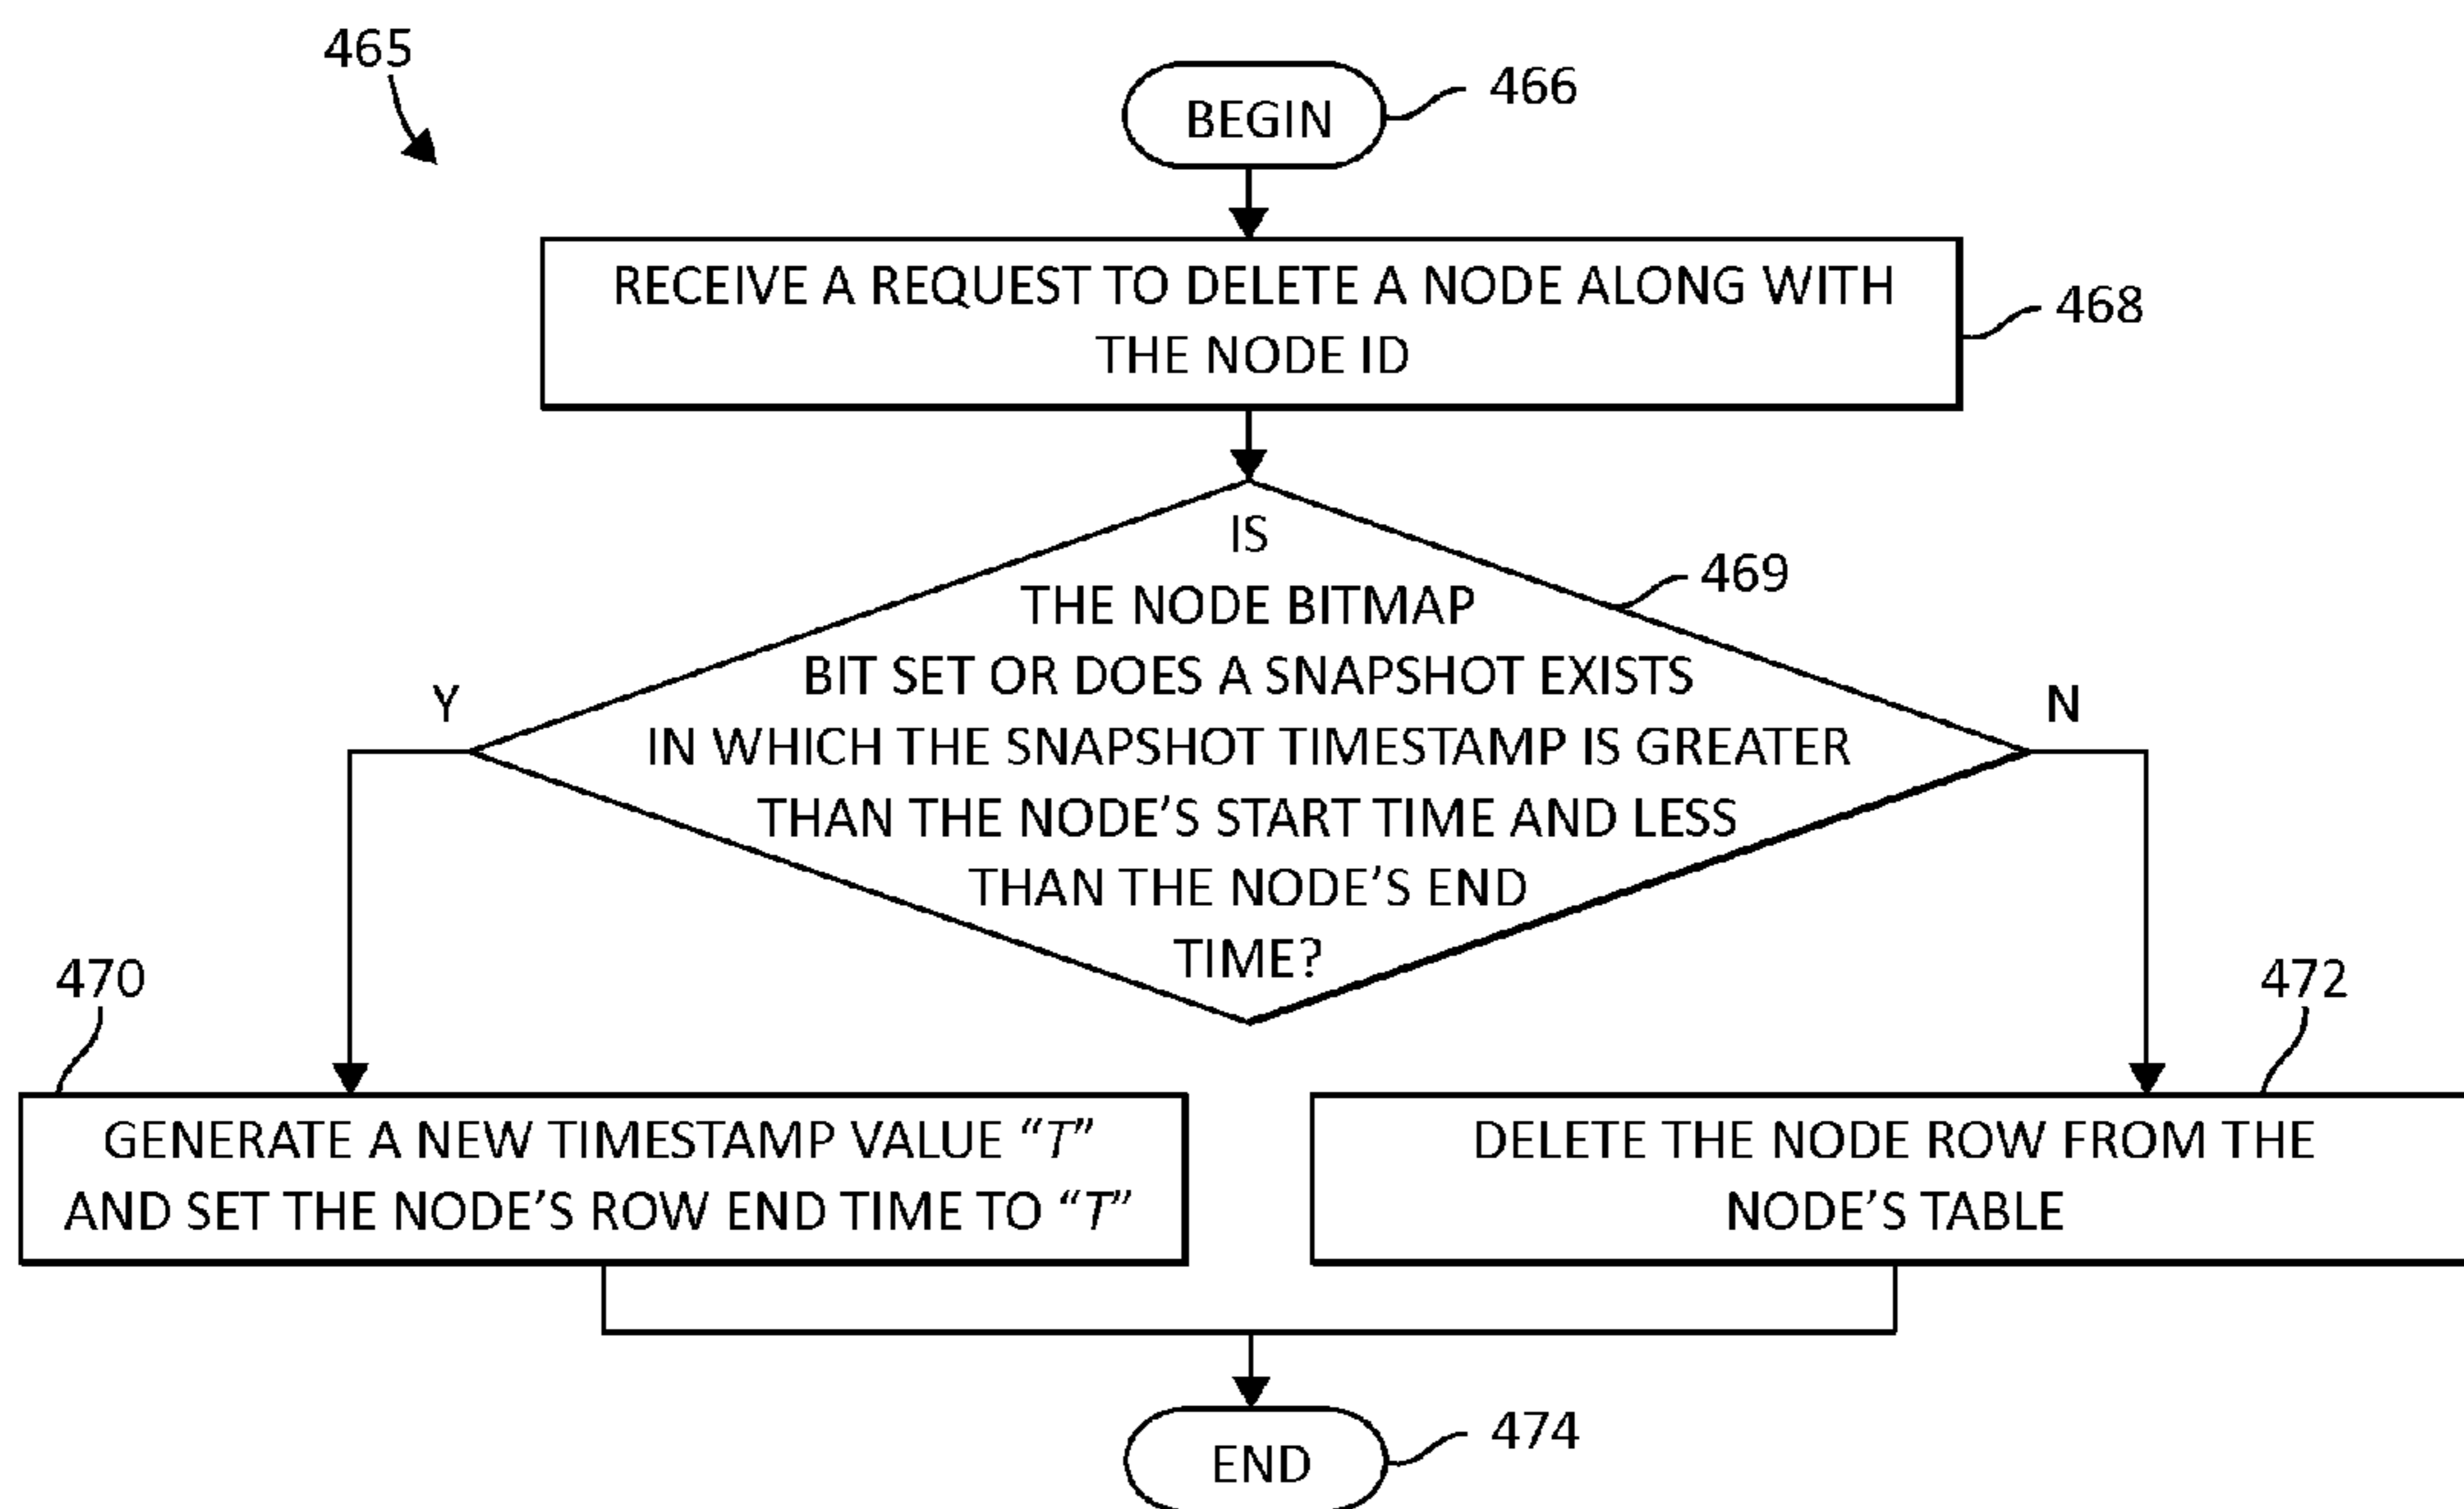 465
BEGIN
466
RECEIVE A REQUEST TO DELETE A NODE ALONG WITH
THE NODE ID
468
IS
THE NODE BITMAP
BIT SET OR DOES A SNAPSHOT EXISTS
IN WHICH THE SNAPSHOT TIMESTAMP IS GREATER
THAN THE NODE’S START TIME AND LESS
THAN THE NODE’S END
TIME?
469
Y
N
470
GENERATE A NEW TIMESTAMP VALUE “T”
AND SET THE NODE’S ROW END TIME TO “T”
472
DELETE THE NODE ROW FROM THE
NODE’S TABLE
END
474